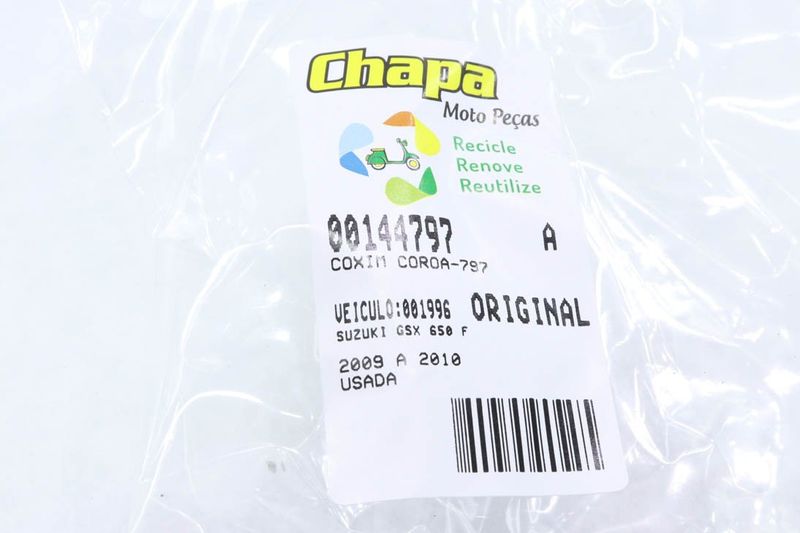 Chapa
Moto Peças
Recicle
Renove
Reutilize
00144797 A
COXIM COROA-797
VEICULO:001996 ORIGINAL
SUZUKI GSX 650 F
2009 A 2010
USADA